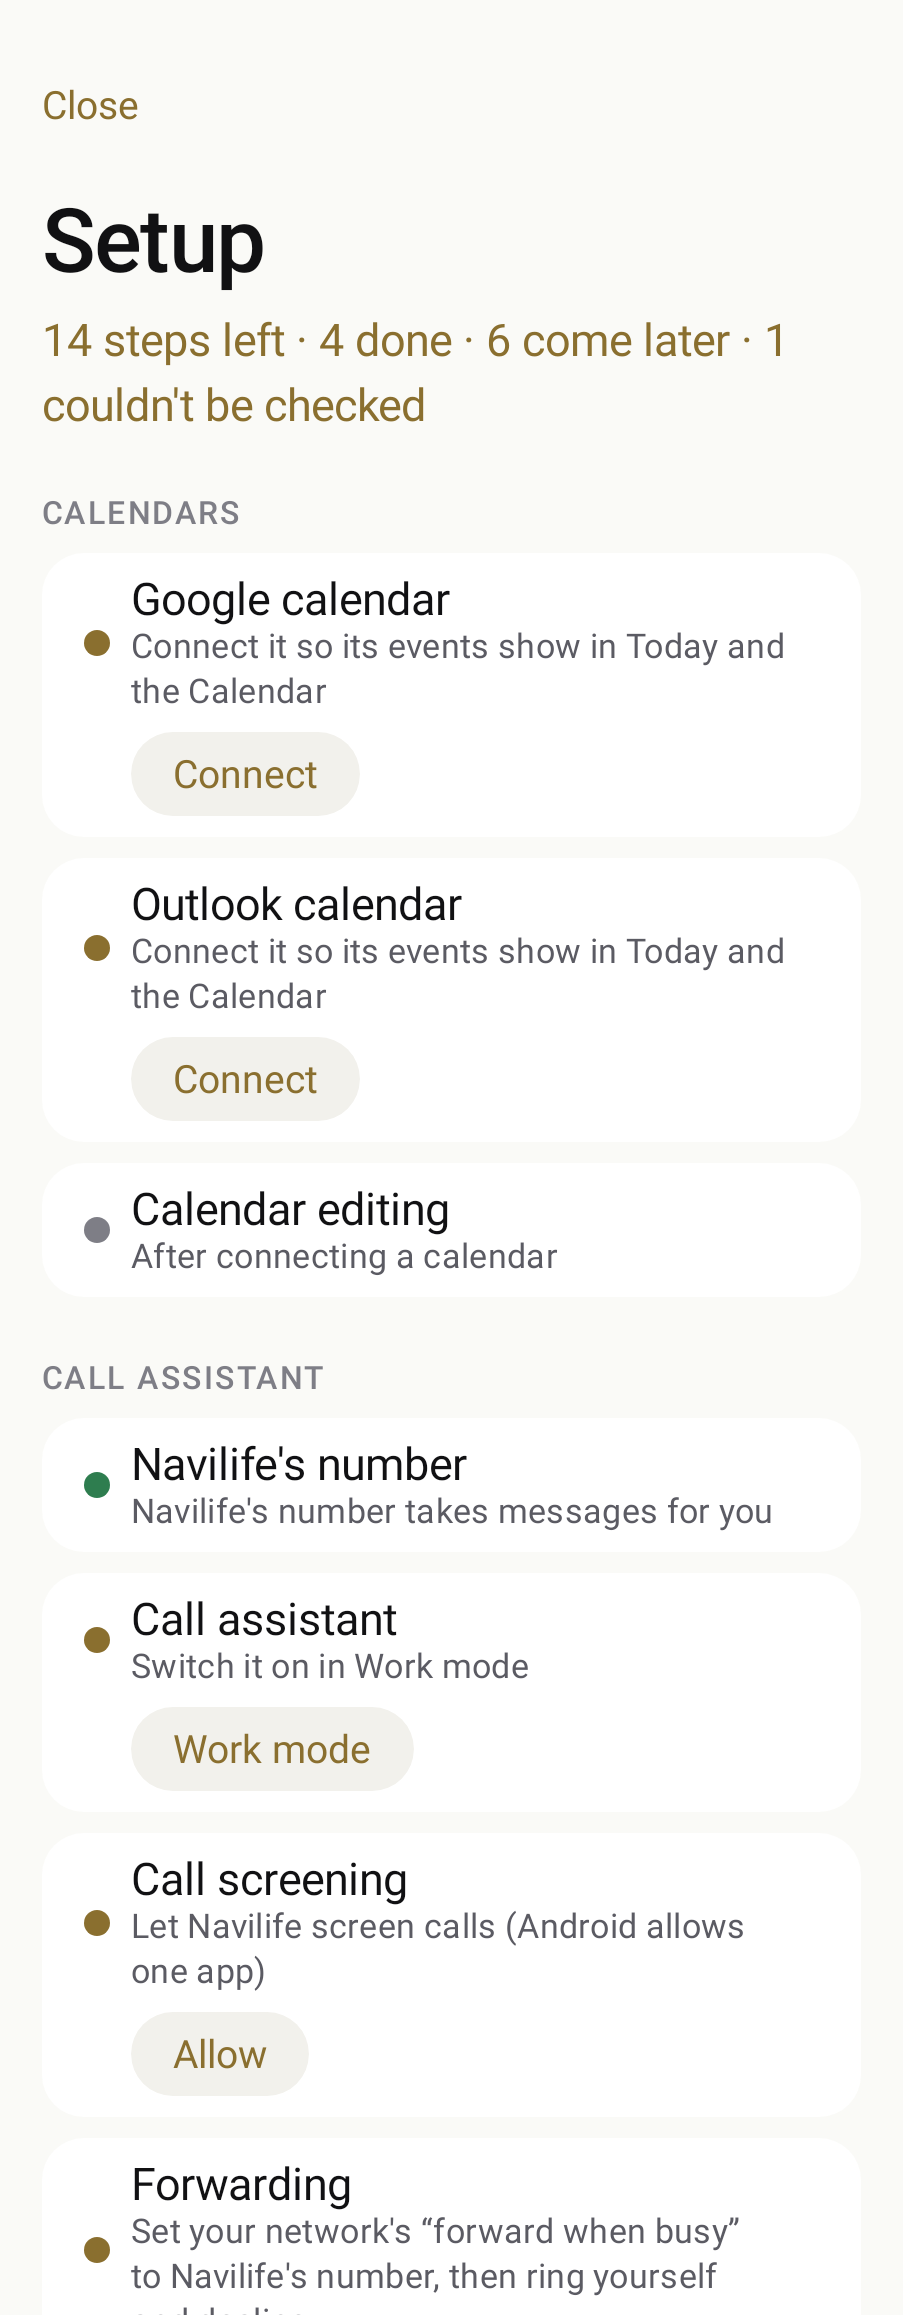 Close
Setup
14 steps left · 4 done · 6 come later · 1
couldn't be checked
CALENDARS
Google calendar
Connect it so its events show in Today and
the Calendar
Connect
Outlook calendar
Connect it so its events show in Today and
the Calendar
Connect
Calendar editing
After connecting a calendar
CALL ASSISTANT
Navilife's number
Navilife's number takes messages for you
Call assistant
Switch it on in Work mode
Work mode
Call screening
Let Navilife screen calls (Android allows
one app)
Allow
Forwarding
Set your network's “forward when busy”
to Navilife's number, then ring yourself